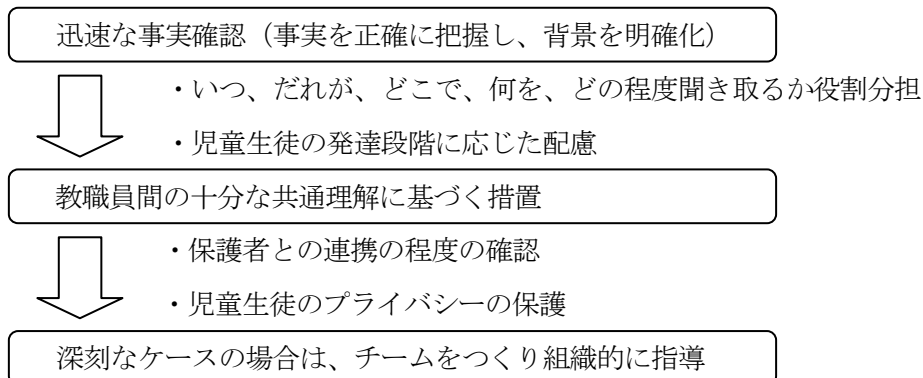 迅速な事実確認（事実を正確に把握し、背景を明確化）
・いつ、だれが、どこで、何を、どの程度聞き取るか役割分担
・児童生徒の発達段階に応じた配慮
教職員間の十分な共通理解に基づく措置
・保護者との連携の程度の確認
・児童生徒のプライバシーの保護
深刻なケースの場合は、チームをつくり組織的に指導